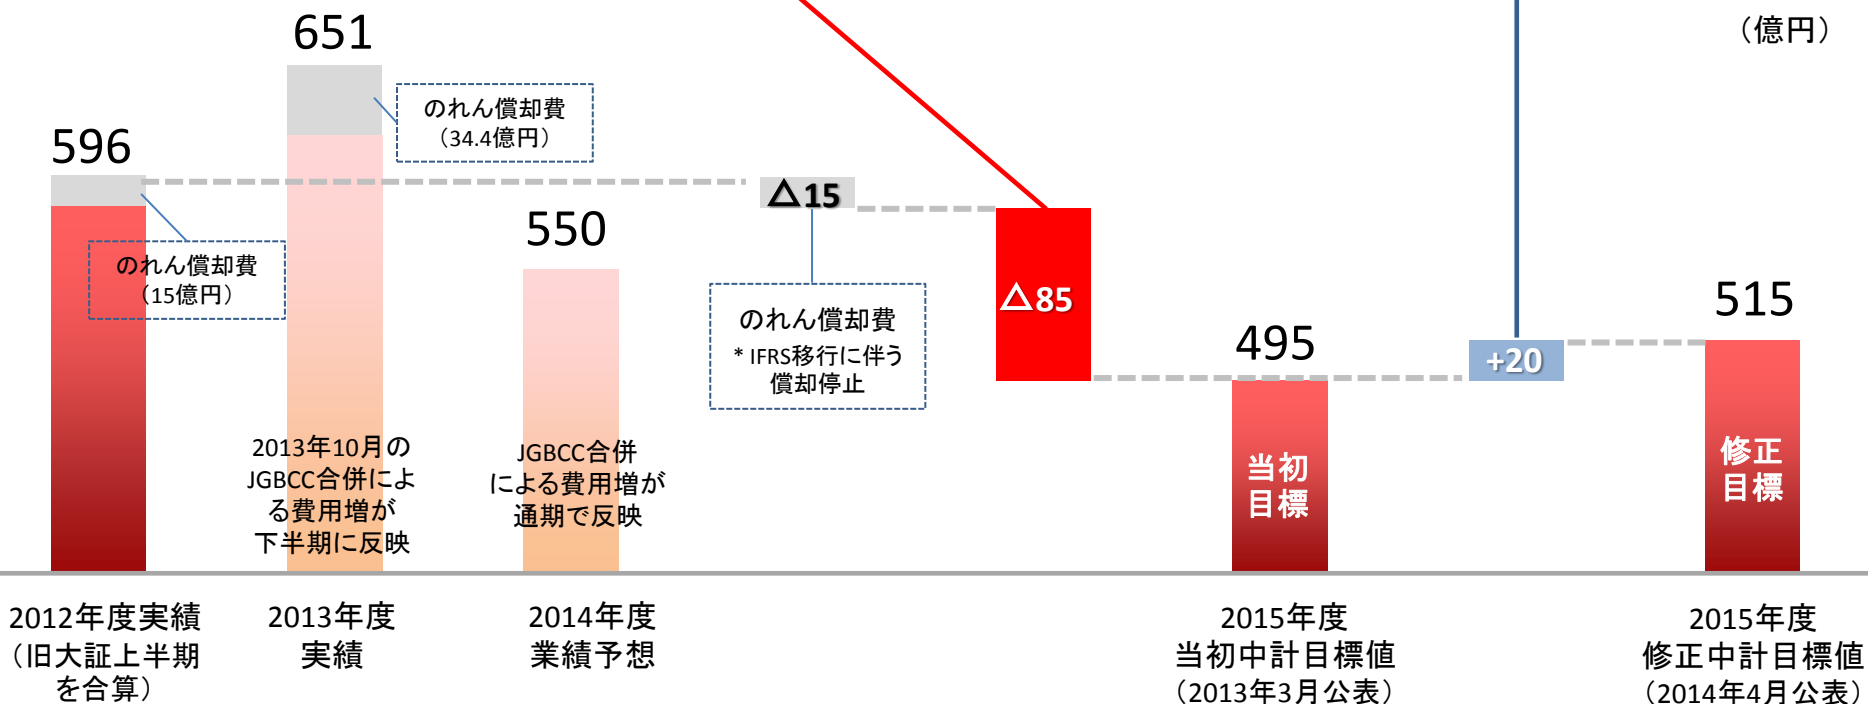 （億円）
651
のれん償却費
（34.4億円）
596
のれん償却費
（15億円）
550
△15
のれん償却費
* IFRS移行に伴う
償却停止
△85
495
+20
515
2013年10月の
JGBCC合併によ
る費用増が
下半期に反映
JGBCC合併
による費用増が
通期で反映
当初
目標
修正
目標
2012年度実績
（旧大証上半期
を合算）
2013年度
実績
2014年度
業績予想
2015年度
当初中計目標値
（2013年3月公表）
2015年度
修正中計目標値
（2014年4月公表）